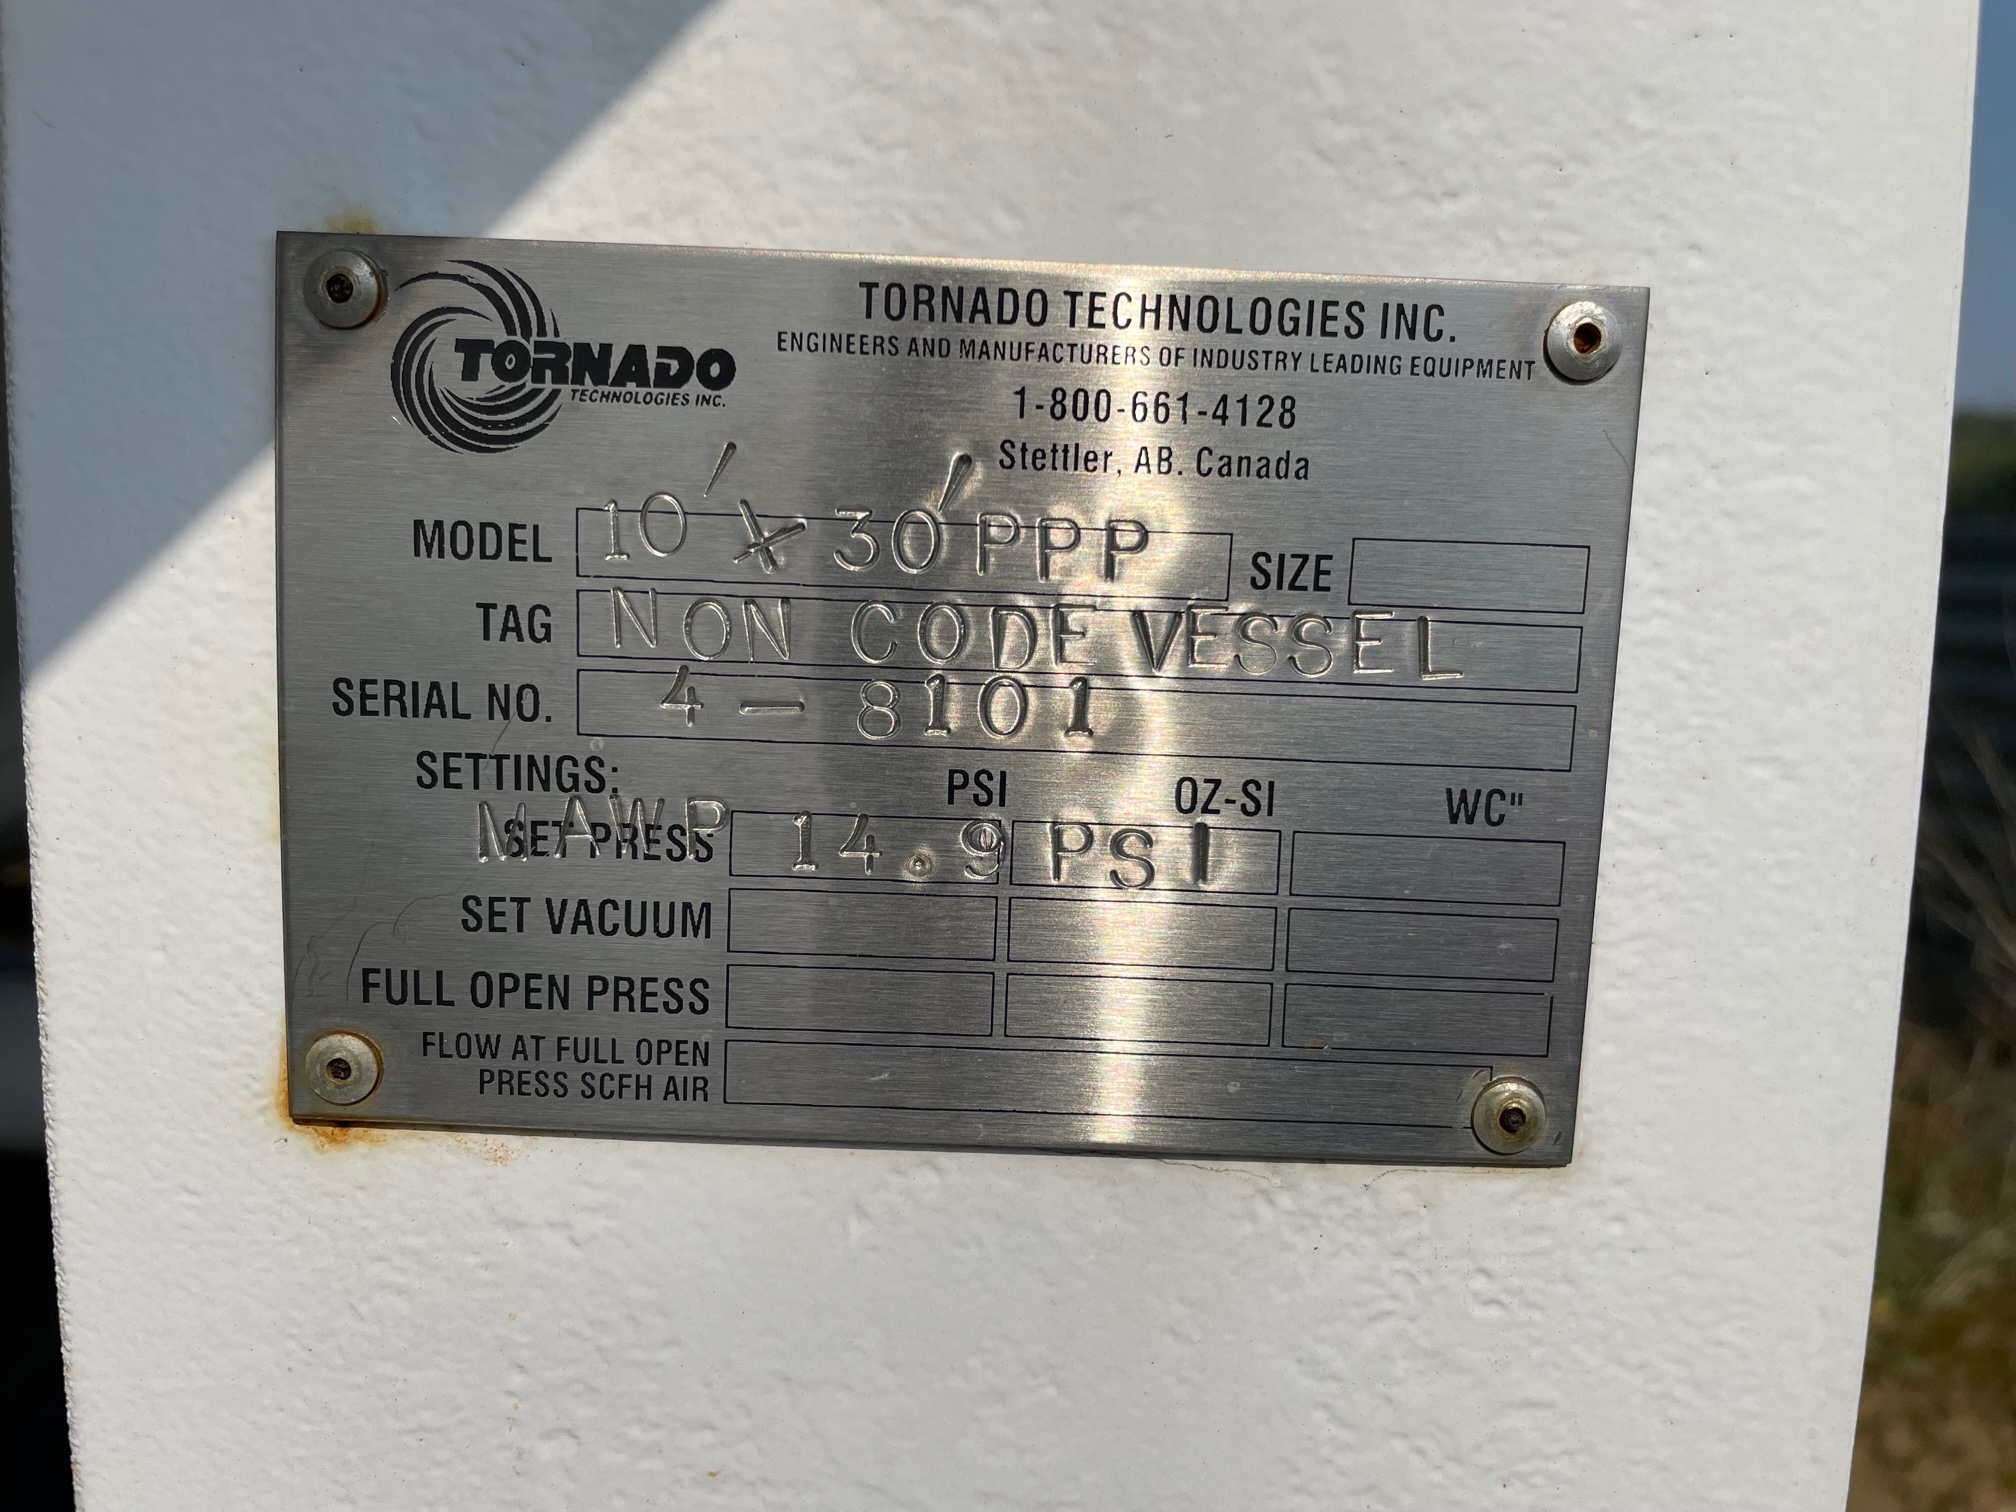 TORNADO
TECHNOLOGIES INC.
TORNADO TECHNOLOGIES INC.
ENGINEERS AND MANUFACTURERS OF INDUSTRY LEADING EQUIPMENT
1-800-661-4128
Stettler, AB. Canada
MODEL 10' X 30' PPP SIZE
TAG NON CODE VESSEL
SERIAL NO. 4-8101
SETTINGS: PSI OZ-SI WC"
MAWP 14.9 PSI
SET PRESS
SET VACUUM
FULL OPEN PRESS
FLOW AT FULL OPEN
PRESS SCFH AIR